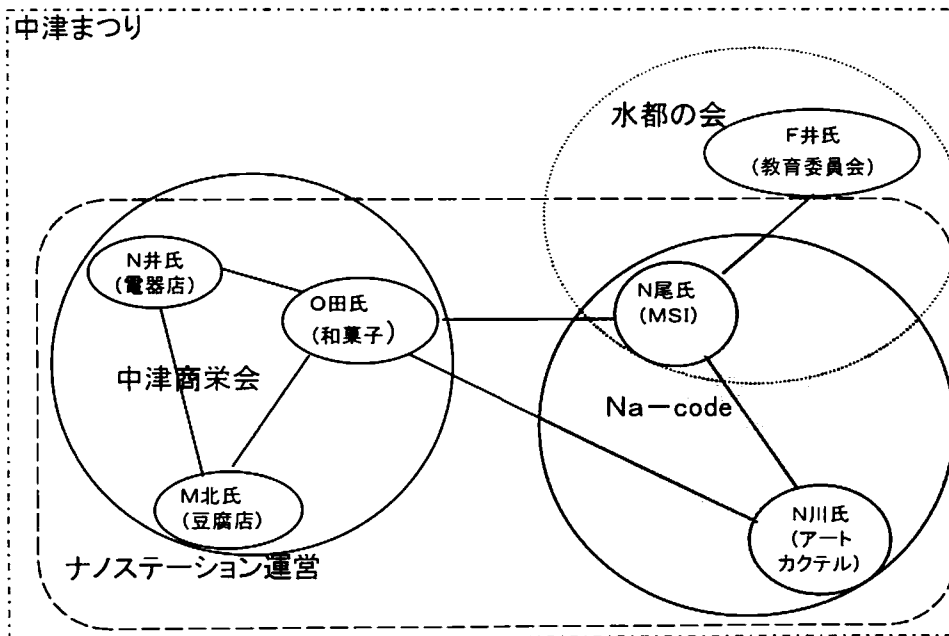 中津まつり
水都の会
F井氏
(教育委員会)
N井氏
(電器店)
O田氏
(和菓子)
N尾氏
(MSI)
中津商栄会
Na－code
M北氏
(豆腐店)
N川氏
(アート
カクテル)
ナノステーション運営